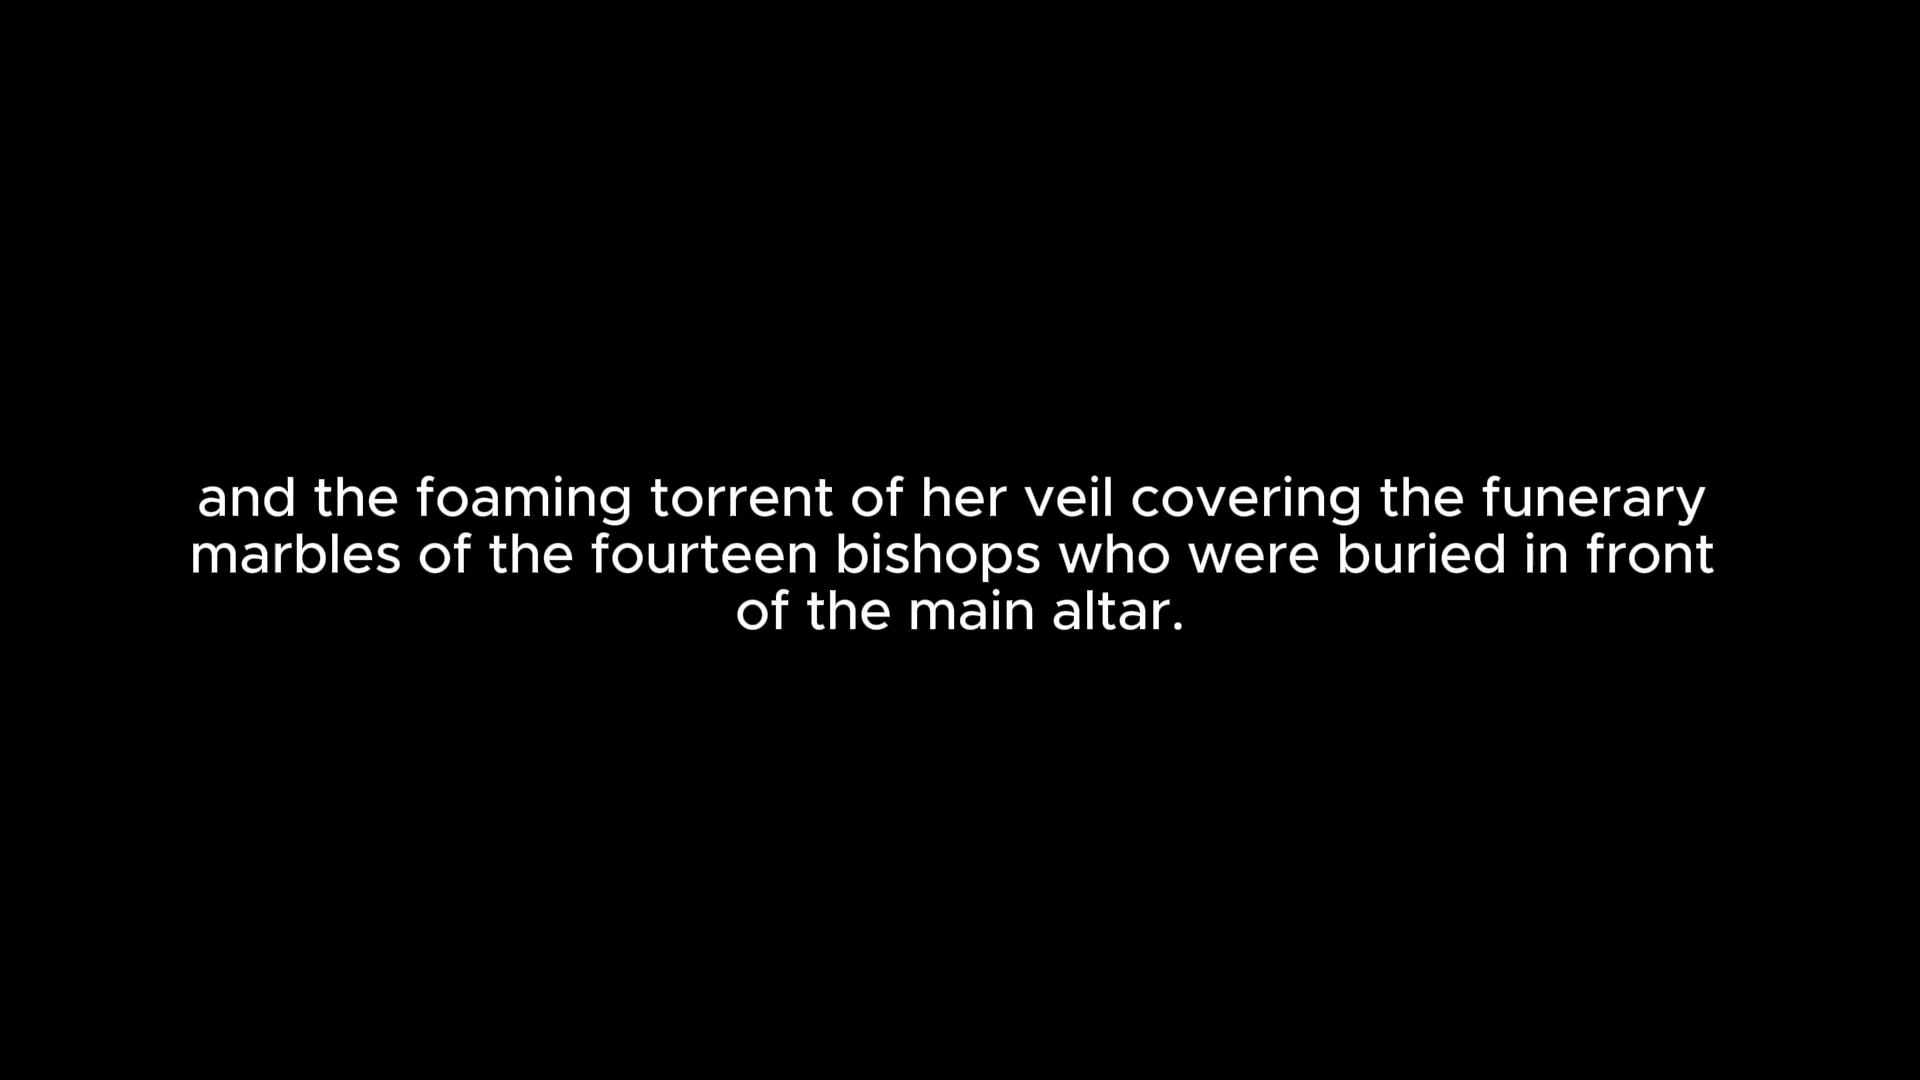 and the foaming torrent of her veil covering the funerary
marbles of the fourteen bishops who were buried in front
of the main altar.